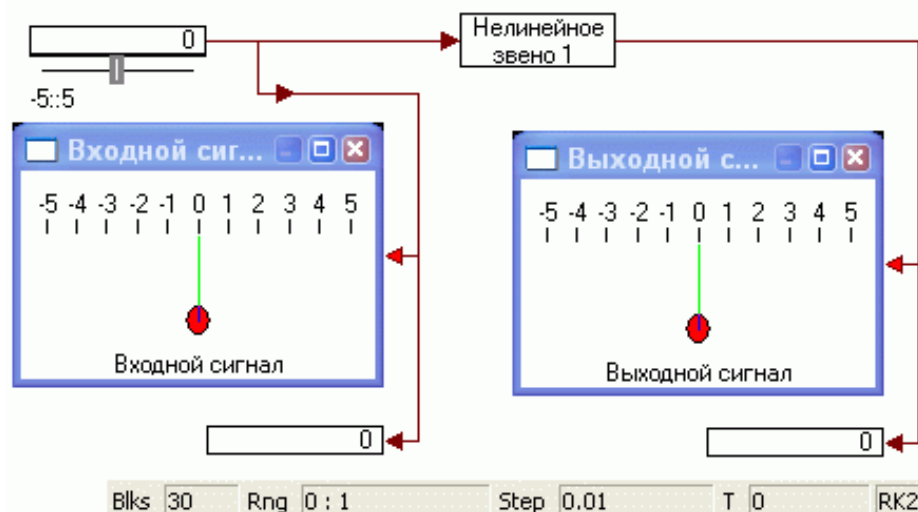 0
Нелинейное
звено 1
-5::5
Входной сиг...
-5 -4 -3 -2 -1 0 1 2 3 4 5
Входной сигнал
0
Выходной с...
-5 -4 -3 -2 -1 0 1 2 3 4 5
Выходной сигнал
0
Blks 30 Rng 0 : 1 Step 0.01 T 0 RK2